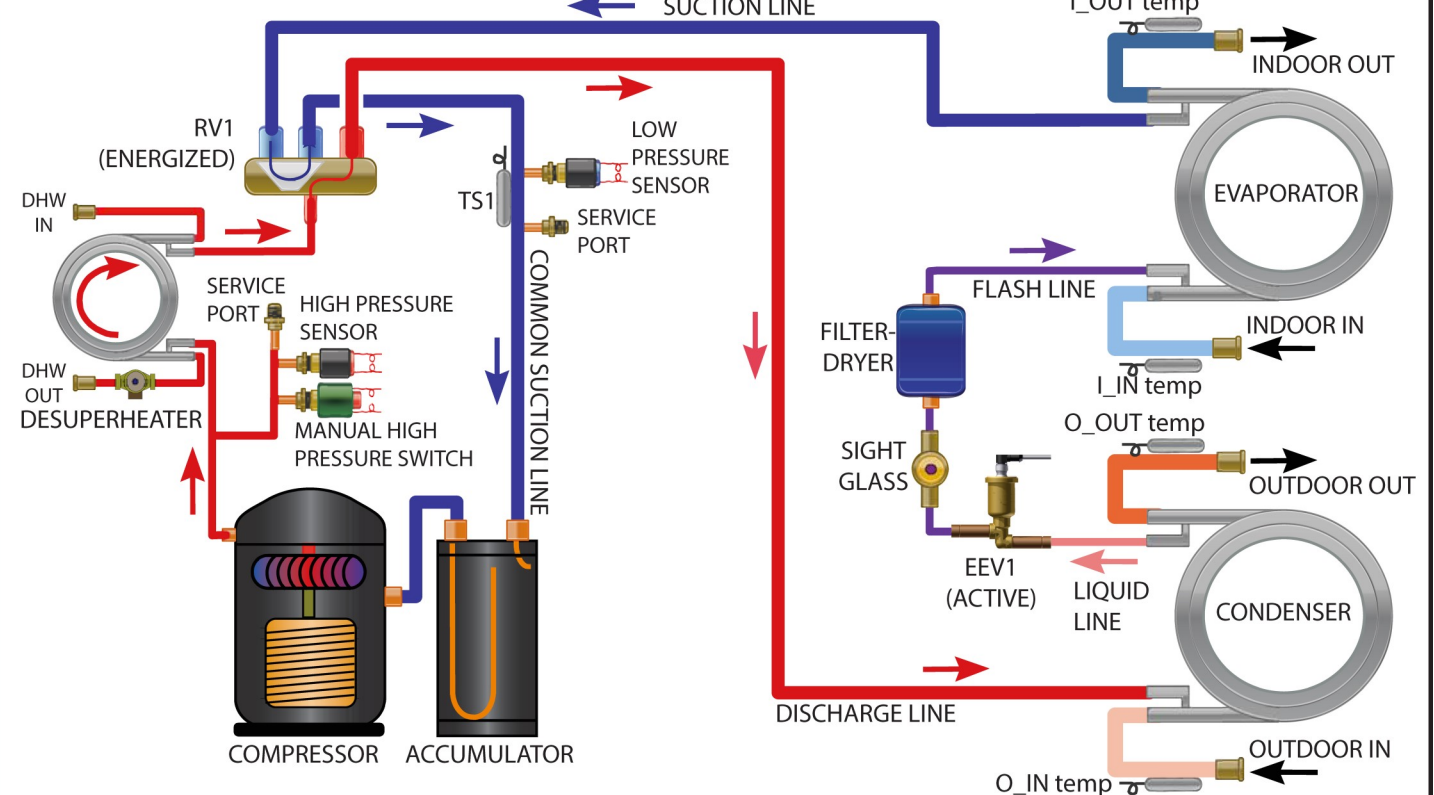 SUCTION LINE
I_OUT temp
INDOOR OUT
RV1
(ENERGIZED)
LOW
PRESSURE
SENSOR
TS1
SERVICE
PORT
EVAPORATOR
DHW
IN
COMMON SUCTION LINE
SERVICE
PORT
HIGH PRESSURE
SENSOR
FLASH LINE
FILTER-
DRYER
INDOOR IN
I_IN temp
DHW
OUT
DESUPERHEATER
MANUAL HIGH
PRESSURE SWITCH
O_OUT temp
SIGHT
GLASS
OUTDOOR OUT
EEV1
(ACTIVE)
LIQUID
LINE
CONDENSER
DISCHARGE LINE
COMPRESSOR
ACCUMULATOR
OUTDOOR IN
O_IN temp